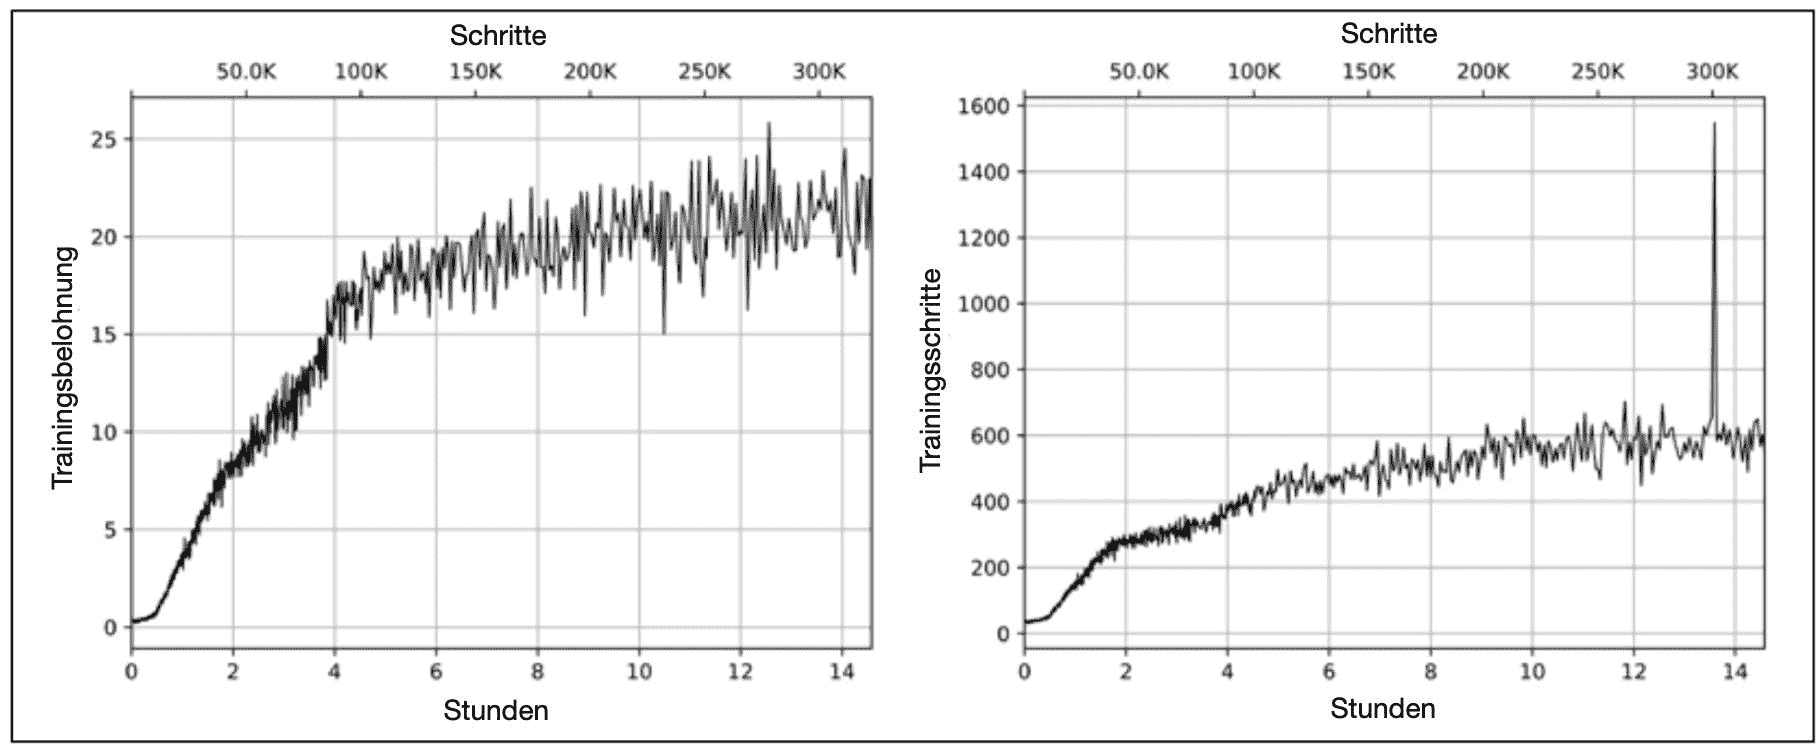 Schritte
50.0K 100K 150K 200K 250K 300K
Trainingsbelohnung
25
20
15
10
5
0
0 2 4 6 8 10 12 14
Stunden
Schritte
50.0K 100K 150K 200K 250K 300K
Trainingsschritte
1600
1400
1200
1000
800
600
400
200
0
0 2 4 6 8 10 12 14
Stunden